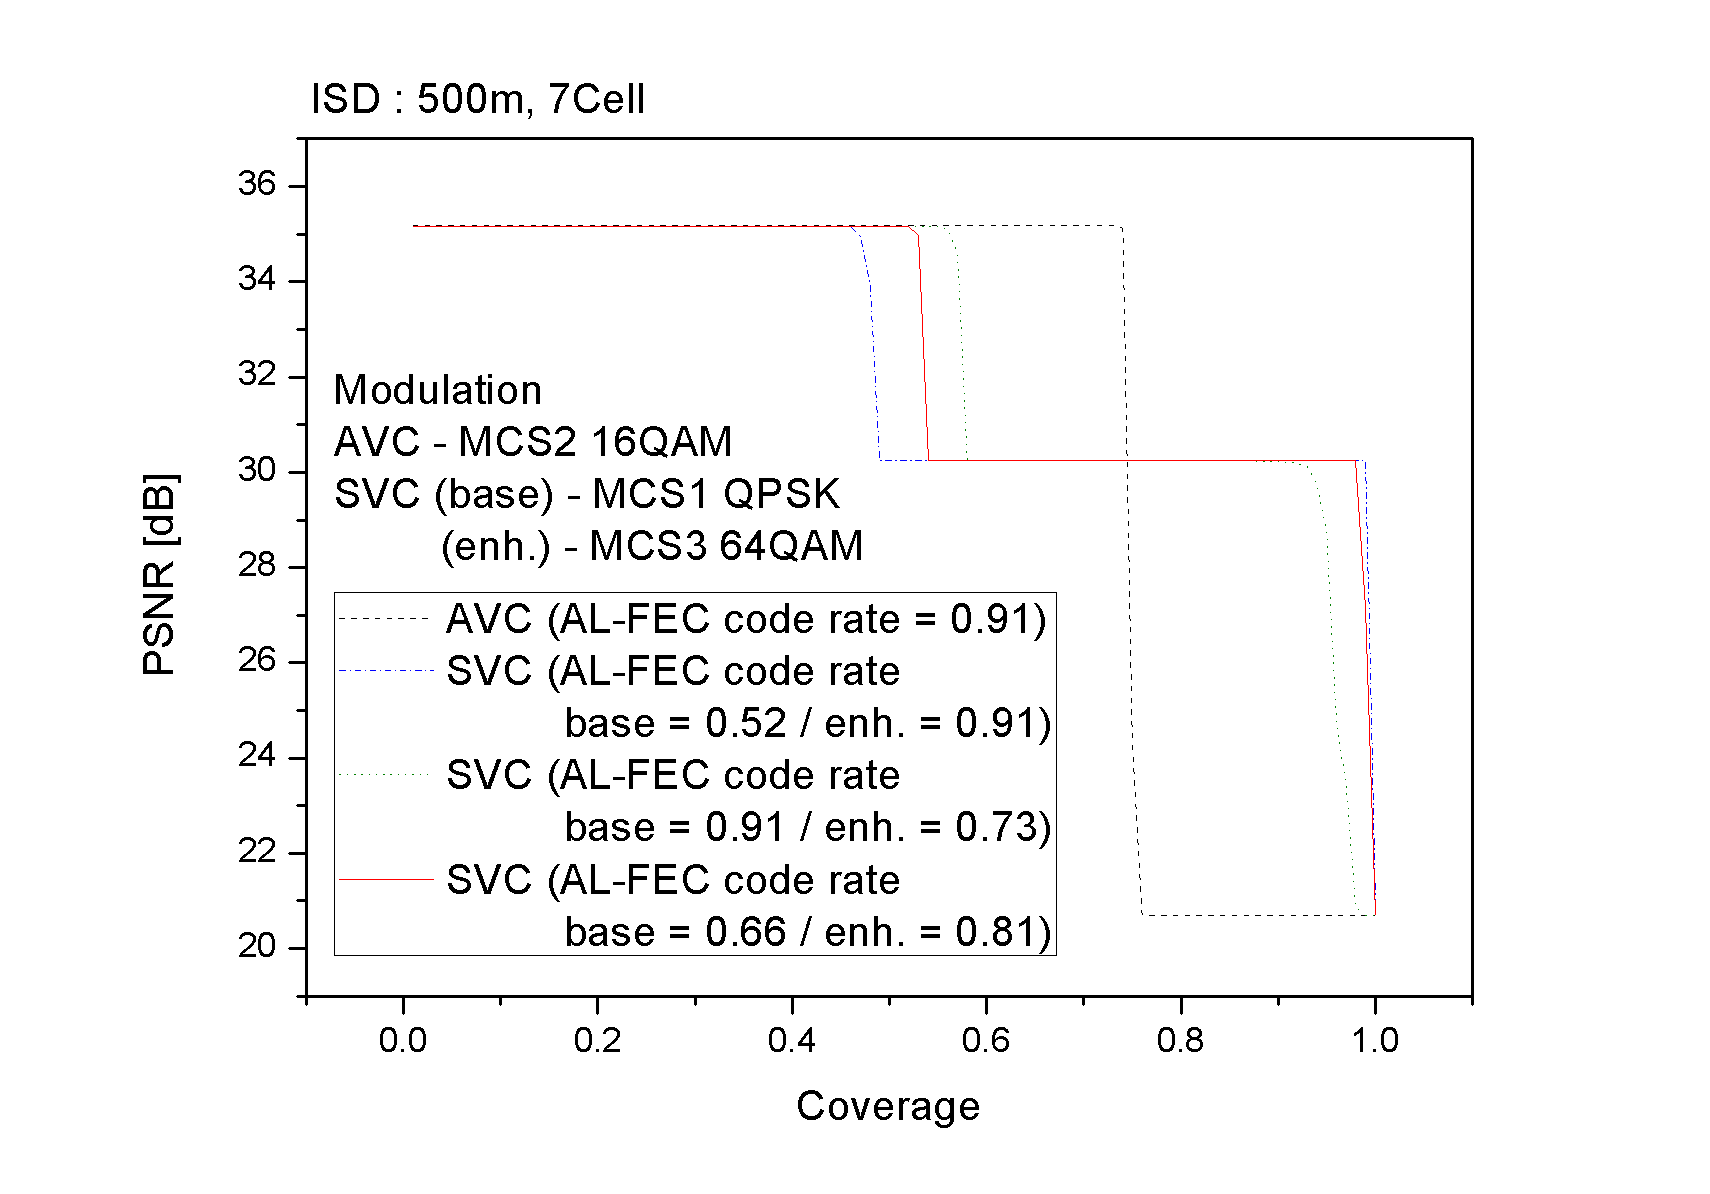 ISD : 500m, 7Cell
36
34
32
30
28
26
24
22
20
PSNR [dB]
Modulation
AVC - MCS2 16QAM
SVC (base) - MCS1 QPSK
(enh.) - MCS3 64QAM
AVC (AL-FEC code rate = 0.91)
SVC (AL-FEC code rate
base = 0.52 / enh. = 0.91)
SVC (AL-FEC code rate
base = 0.91 / enh. = 0.73)
SVC (AL-FEC code rate
base = 0.66 / enh. = 0.81)
0.0 0.2 0.4 0.6 0.8 1.0
Coverage